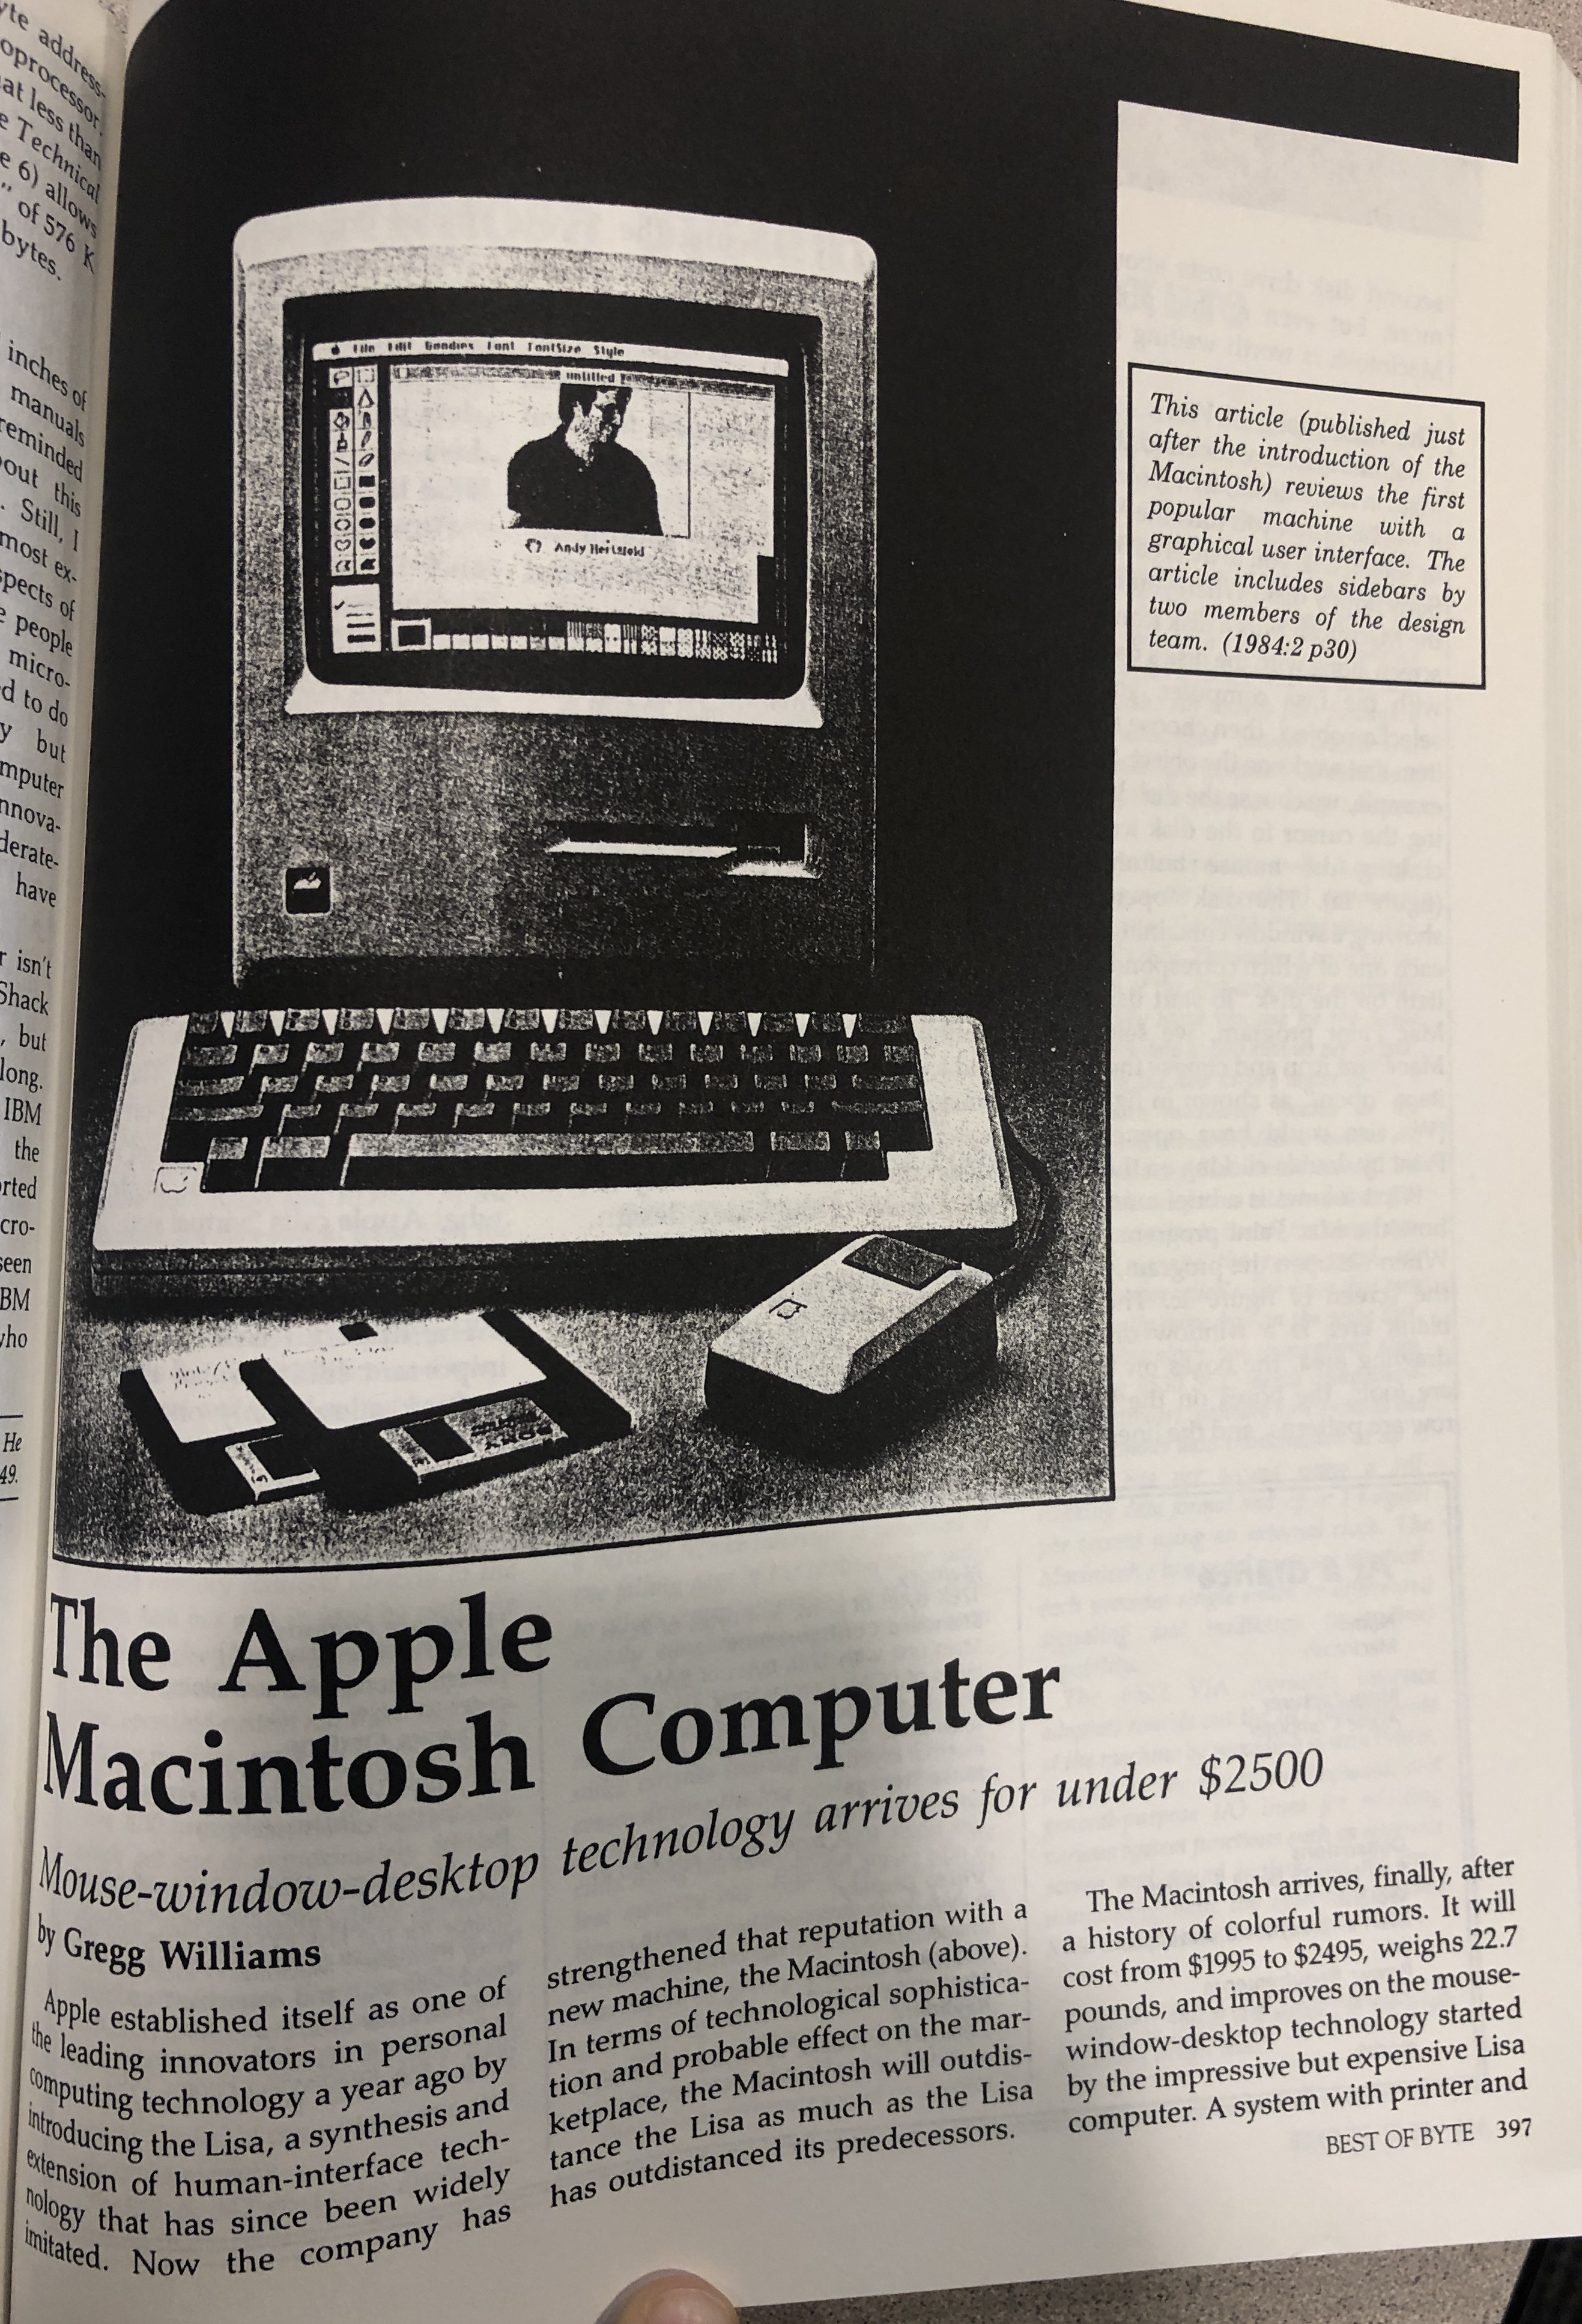 yte address-
oprocessor.
at less than
e Technical
e 6) allows
" of 576 K
bytes.
inches of
manuals
reminded
out this
. Still, I
most ex-
spects of
e people
micro-
d to do
y but
mputer
nnova-
derate-
have
r isn't
Shack
, but
long.
IBM
the
orted
cro-
seen
BM
who
He
49.
File Edit Goodies Font FontSize Style
untitled
Andy Hertzfeld
This article (published just
after the introduction of the
Macintosh) reviews the first
popular machine with a
graphical user interface. The
article includes sidebars by
two members of the design
team. (1984:2 p30)
The Apple
Macintosh Computer
Mouse-window-desktop technology arrives for under $2500
by Gregg Williams
Apple established itself as one of
the leading innovators in personal
computing technology a year ago by
introducing the Lisa, a synthesis and
extension of human-interface tech-
nology that has since been widely
imitated. Now the company has
strengthened that reputation with a
new machine, the Macintosh (above).
In terms of technological sophistica-
tion and probable effect on the mar-
ketplace, the Macintosh will outdis-
tance the Lisa as much as the Lisa
has outdistanced its predecessors.
The Macintosh arrives, finally, after
a history of colorful rumors. It will
cost from $1995 to $2495, weighs 22.7
pounds, and improves on the mouse-
window-desktop technology started
by the impressive but expensive Lisa
computer. A system with printer and
BEST OF BYTE 397